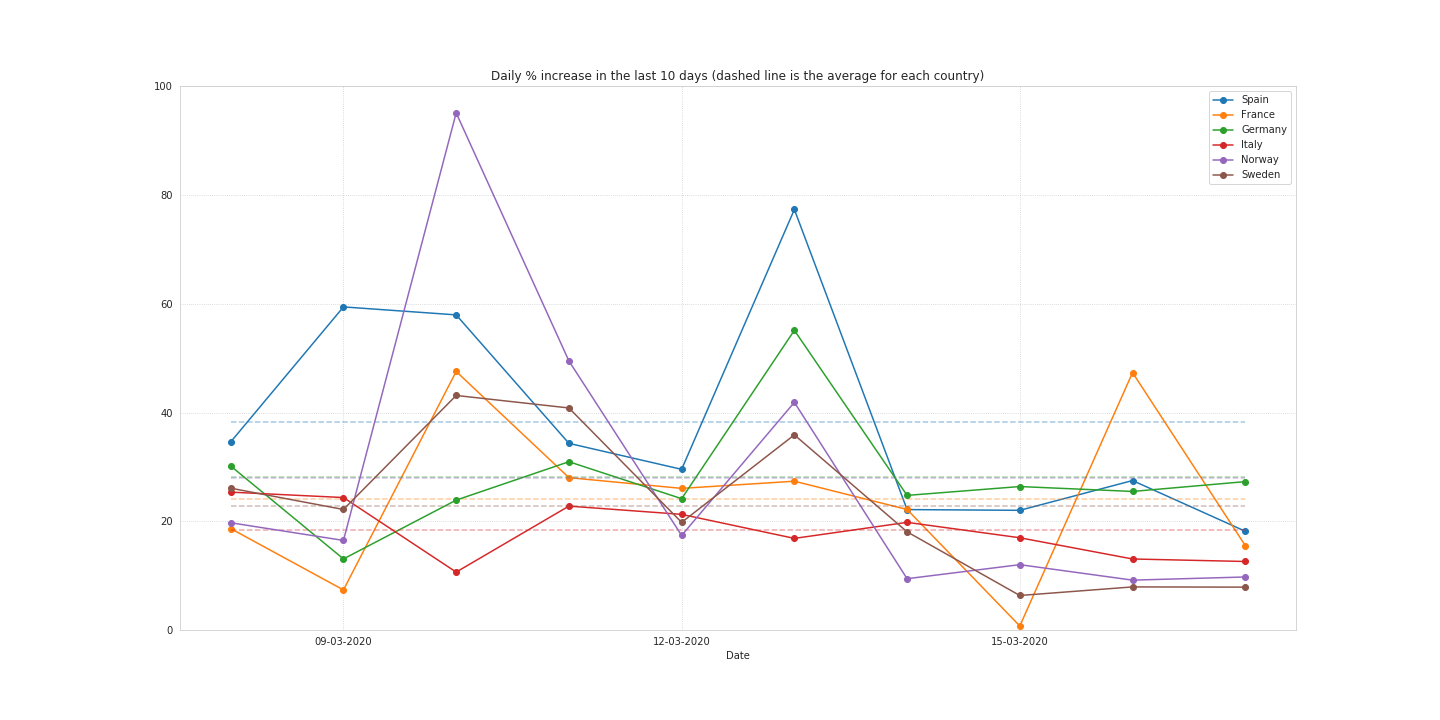 Daily % increase in the last 10 days (dashed line is the average for each country)
100
80
60
40
20
0
Spain
France
Germany
Italy
Norway
Sweden
09-03-2020
12-03-2020
15-03-2020
Date